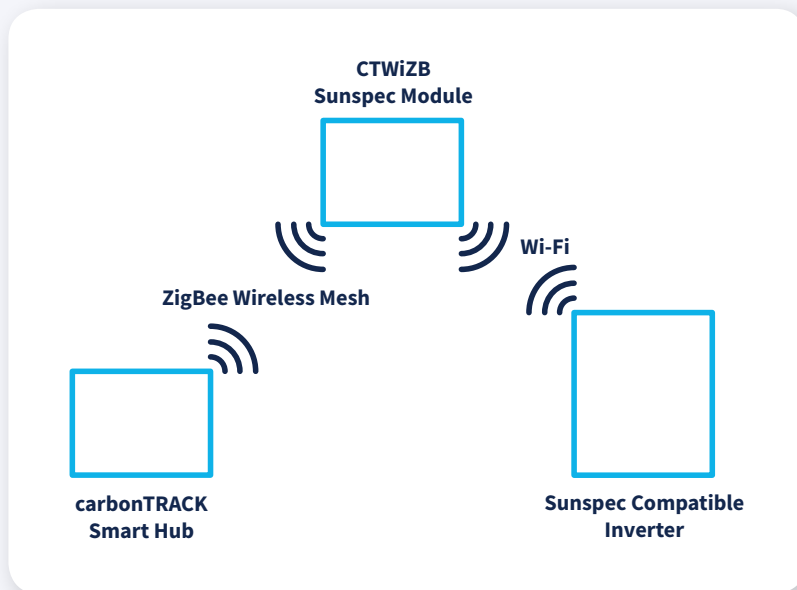 CTWiZB
Sunspec Module
Wi-Fi
ZigBee Wireless Mesh
carbonTRACK
Smart Hub
Sunspec Compatible
Inverter